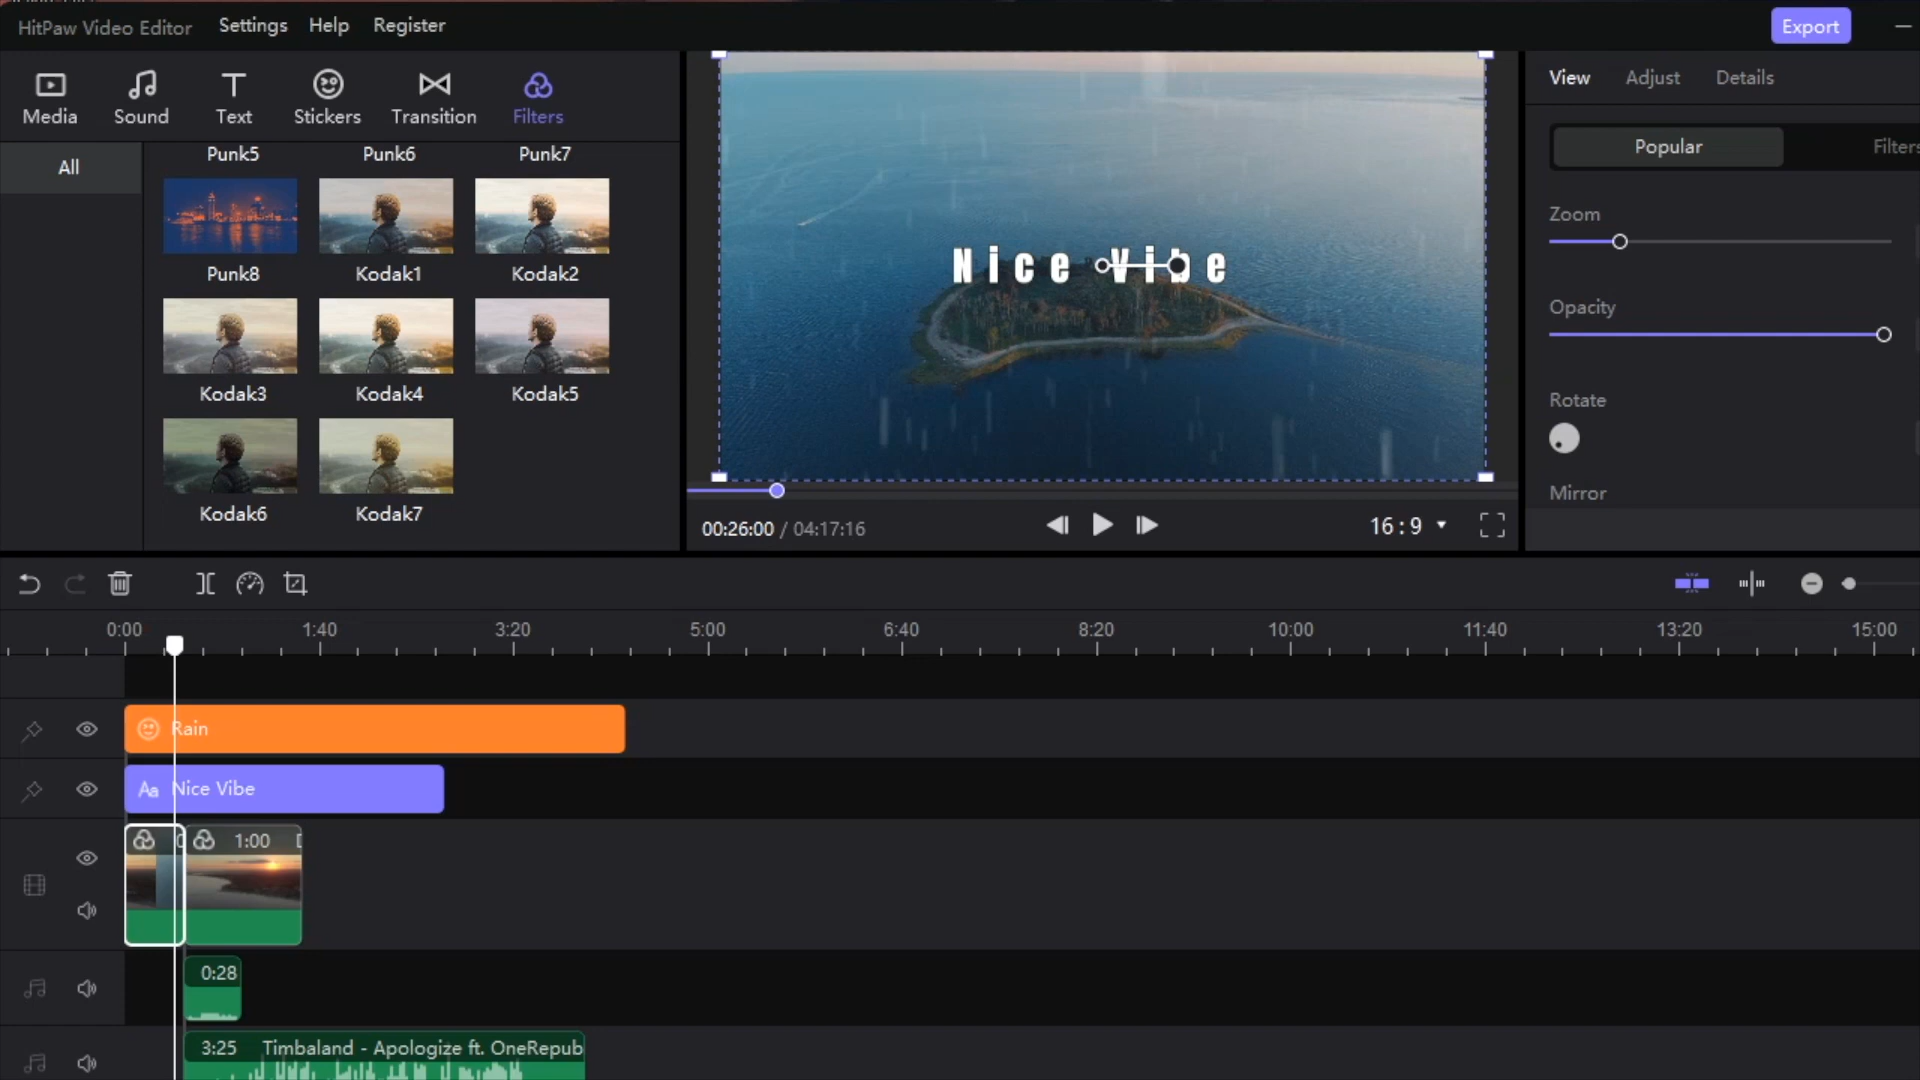 HitPaw Video Editor
Settings
Help
Register
Export
Media
Sound
Text
Stickers
Transition
Filters
View
Adjust
Details
All
Punk5
Punk6
Punk7
Popular
Filters
Punk8
Kodak1
Kodak2
Zoom
Nice Vibe
Kodak3
Kodak4
Kodak5
Opacity
Kodak6
Kodak7
Rotate
Mirror
00:26:00 / 04:17:16
16:9
0:00
1:40
3:20
5:00
6:40
8:20
10:00
11:40
13:20
15:00
Rain
Aa
Nice Vibe
1:00
0:28
3:25
Timbaland - Apologize ft. OneRepub